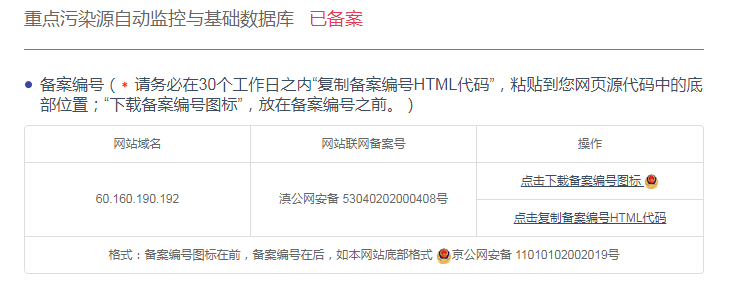 重点污染源自动监控与基础数据库 已备案
备案编号（* 请务必在30个工作日之内“复制备案编号HTML代码”，粘贴到您网页源代码中的底
部位置；“下载备案编号图标”，放在备案编号之前。）
网站域名 网站联网备案号 操作
60.160.190.192 滇公网安备 53040202000408号 点击下载备案编号图标
点击复制备案编号HTML代码
格式：备案编号图标在前，备案编号在后，如本网站底部格式 京公网安备 11010102002019号